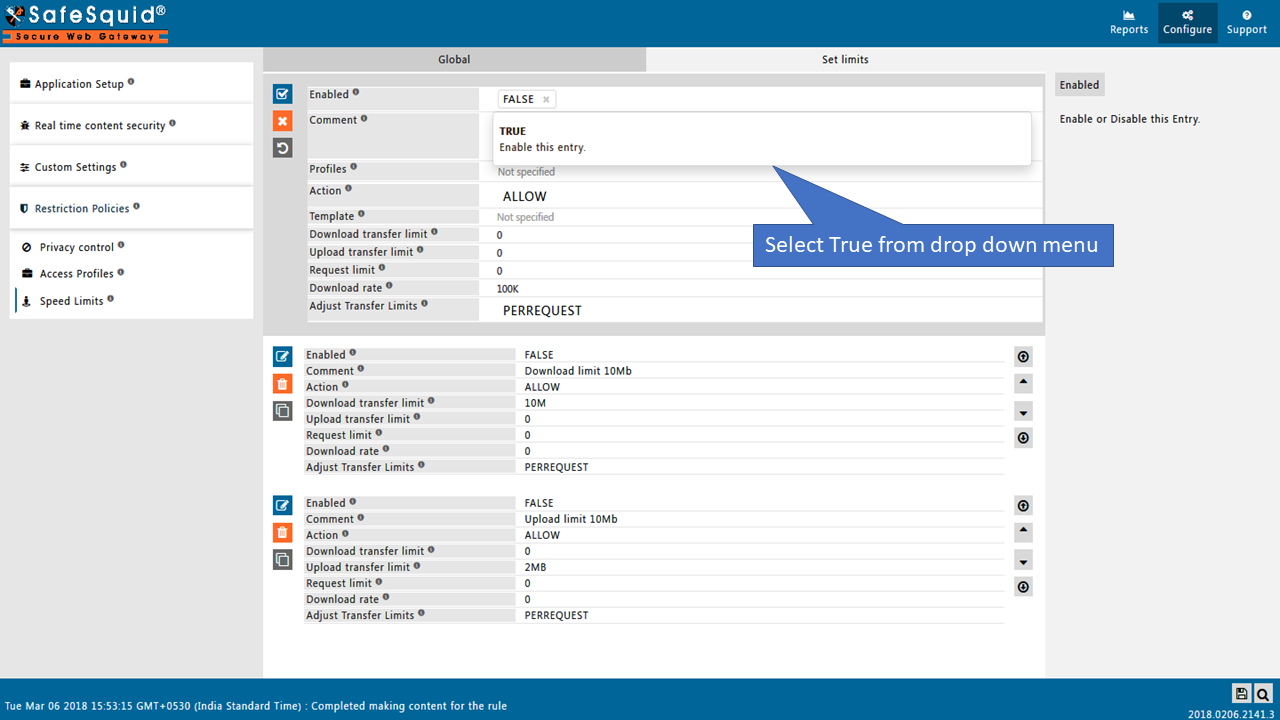 SafeSquid®
Secure Web Gateway
Reports
Configure
Support
Application Setup
Real time content security
Custom Settings
Restriction Policies
Privacy control
Access Profiles
Speed Limits
Global
Set limits
Enabled
FALSE ×
Comment
TRUE
Enable this entry.
Profiles
Not specified
Action
ALLOW
Template
Not specified
Download transfer limit
0
Upload transfer limit
0
Request limit
0
Download rate
100K
Adjust Transfer Limits
PERREQUEST
Select True from drop down menu
Enabled
FALSE
Comment
Download limit 10Mb
Action
ALLOW
Download transfer limit
10M
Upload transfer limit
0
Request limit
0
Download rate
0
Adjust Transfer Limits
PERREQUEST
Enabled
FALSE
Comment
Upload limit 10Mb
Action
ALLOW
Download transfer limit
0
Upload transfer limit
2MB
Request limit
0
Download rate
0
Adjust Transfer Limits
PERREQUEST
Enabled
Enable or Disable this Entry.
Tue Mar 06 2018 15:53:15 GMT+0530 (India Standard Time) : Completed making content for the rule
2018.0206.2141.3